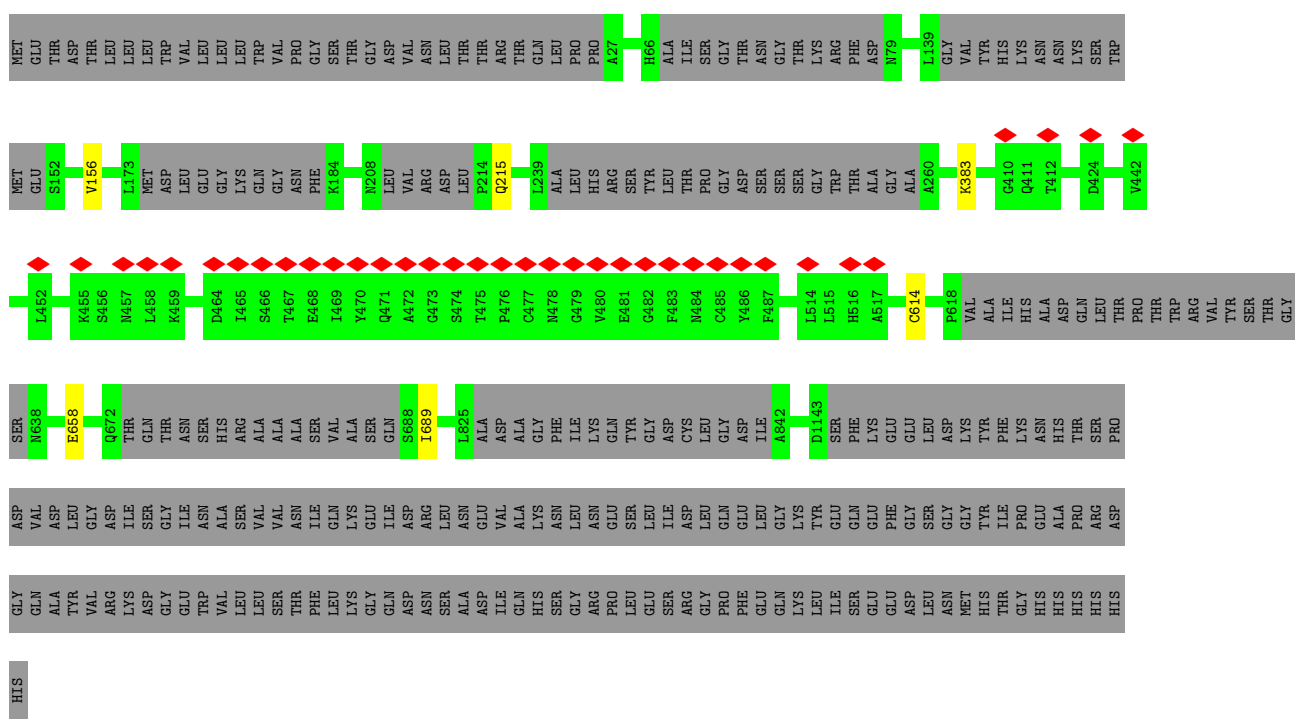 MET GLU THR ASP THR LEU LEU LEU TRP VAL LEU LEU LEU TRP VAL PRO GLY SER THR GLY ASP VAL ASN LEU THR THR ARG THR GLN LEU PRO PRO A27 H66 ALA ILE SER GLY THR ASN GLY THR LYS ARG PHE ASP N79 L139 GLY VAL TYR HIS LYS ASN ASN LYS SER TRP
MET GLU S152 V156 L173 MET ASP LEU GLU GLY LYS GLN GLY ASN PHE K184 N208 LEU VAL ARG ASP LEU P214 Q215 L239 ALA LEU HIS ARG SER TYR LEU THR PRO GLY ASP SER SER SER GLY TRP THR ALA GLY ALA A260 K383 G410 Q411 T412 D424 V442
L452 K455 S456 N457 L458 K459 D464 I465 S466 T467 E468 I469 Y470 Q471 A472 G473 S474 T475 P476 C477 N478 G479 V480 E481 G482 F483 N484 C485 Y486 F487 L514 L515 H516 A517 C614 P618 VAL ALA ILE HIS ALA ASP GLN LEU THR PRO THR TRP ARG VAL TYR SER THR GLY
SER N638 E658 Q672 THR GLN THR ASN SER HIS ARG ALA ALA ALA SER VAL ALA SER GLN S688 I689 L825 ALA ASP ALA GLY PHE ILE LYS GLN TYR GLY ASP CYS LEU GLY ASP ILE A842 D1143 SER PHE LYS GLU GLU LEU ASP LYS TYR PHE LYS ASN HIS THR SER PRO
ASP VAL ASP LEU GLY ASP ILE SER GLY ILE ASN ALA SER VAL VAL ASN ILE GLN LYS GLU ILE ASP ARG LEU ASN GLU VAL ALA LYS ASN LEU ASN GLU SER LEU ILE ASP LEU GLN GLU LEU GLY LYS TYR GLU GLN GLU PHE GLY SER GLY GLY TYR ILE PRO GLU ALA PRO ARG ASP
GLY GLN ALA TYR VAL ARG LYS ASP GLY GLU TRP VAL LEU LEU SER THR PHE LEU LYS GLY GLN ASP ASN SER ALA ASP ILE GLN HIS SER GLY ARG PRO LEU GLU SER ARG GLY PRO PHE GLU GLN LYS LEU ILE SER GLU GLU ASP LEU ASN MET HIS THR GLY HIS HIS HIS HIS HIS
HIS